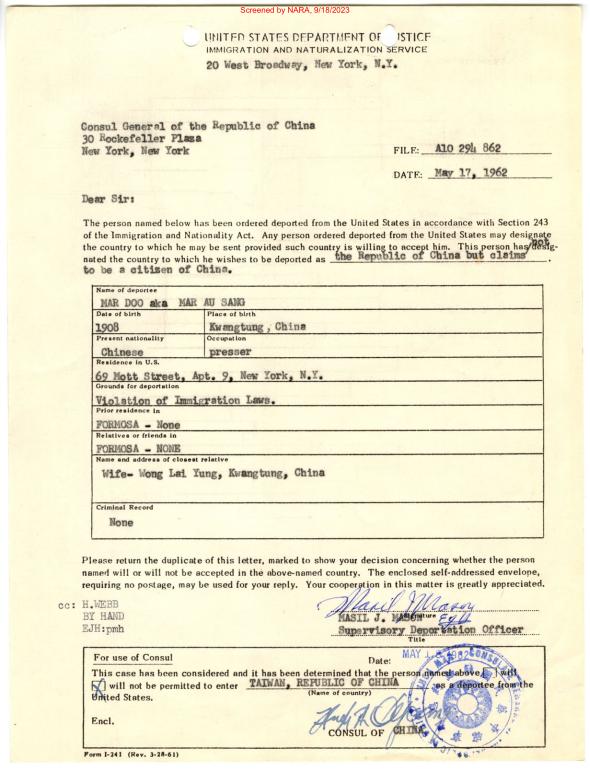 Screened by NARA, 9/18/2023
UNITED STATES DEPARTMENT OF JUSTICE
IMMIGRATION AND NATURALIZATION SERVICE
20 West Broadway, New York, N.Y.
Consul General of the Republic of China
30 Rockefeller Plaza
New York, New York
FILE: A10 294 862
DATE: May 17, 1962
Dear Sir:
The person named below has been ordered deported from the United States in accordance with Section 243
of the Immigration and Nationality Act. Any person ordered deported from the United States may designate
the country to which he may be sent provided such country is willing to accept him. This person has/not desig-
nated the country to which he wishes to be deported as the Republic of China but claims.
to be a citizen of China.
Name of deportee
MAR DOO aka MAR AU SANG
Date of birth Place of birth
1908 Kwangtung, China
Present nationality Occupation
Chinese presser
Residence in U.S.
69 Mott Street, Apt. 9, New York, N.Y.
Grounds for deportation
Violation of Immigration Laws.
Prior residence in
FORMOSA - None
Relatives or friends in
FORMOSA - NONE
Name and address of closest relative
Wife- Wong Lai Yung, Kwangtung, China
Criminal Record
None
Please return the duplicate of this letter, marked to show your decision concerning whether the person
named will or will not be accepted in the above-named country. The enclosed self-addressed envelope,
requiring no postage, may be used for your reply. Your cooperation in this matter is greatly appreciated.
cc: H.WEBB
BY HAND
EJH:pmh
Masil J. Mason
MASIL J. MASON Signature
Supervisory Deportation Officer
Title
For use of Consul
Date: MAY
This case has been considered and it has been determined that the person named above will
will not be permitted to enter TAIWAN, REPUBLIC OF CHINA as a deportee from the
(Name of country)
United States.
Encl.
CONSUL OF CHINA
Form I-241 (Rev. 3-28-61)